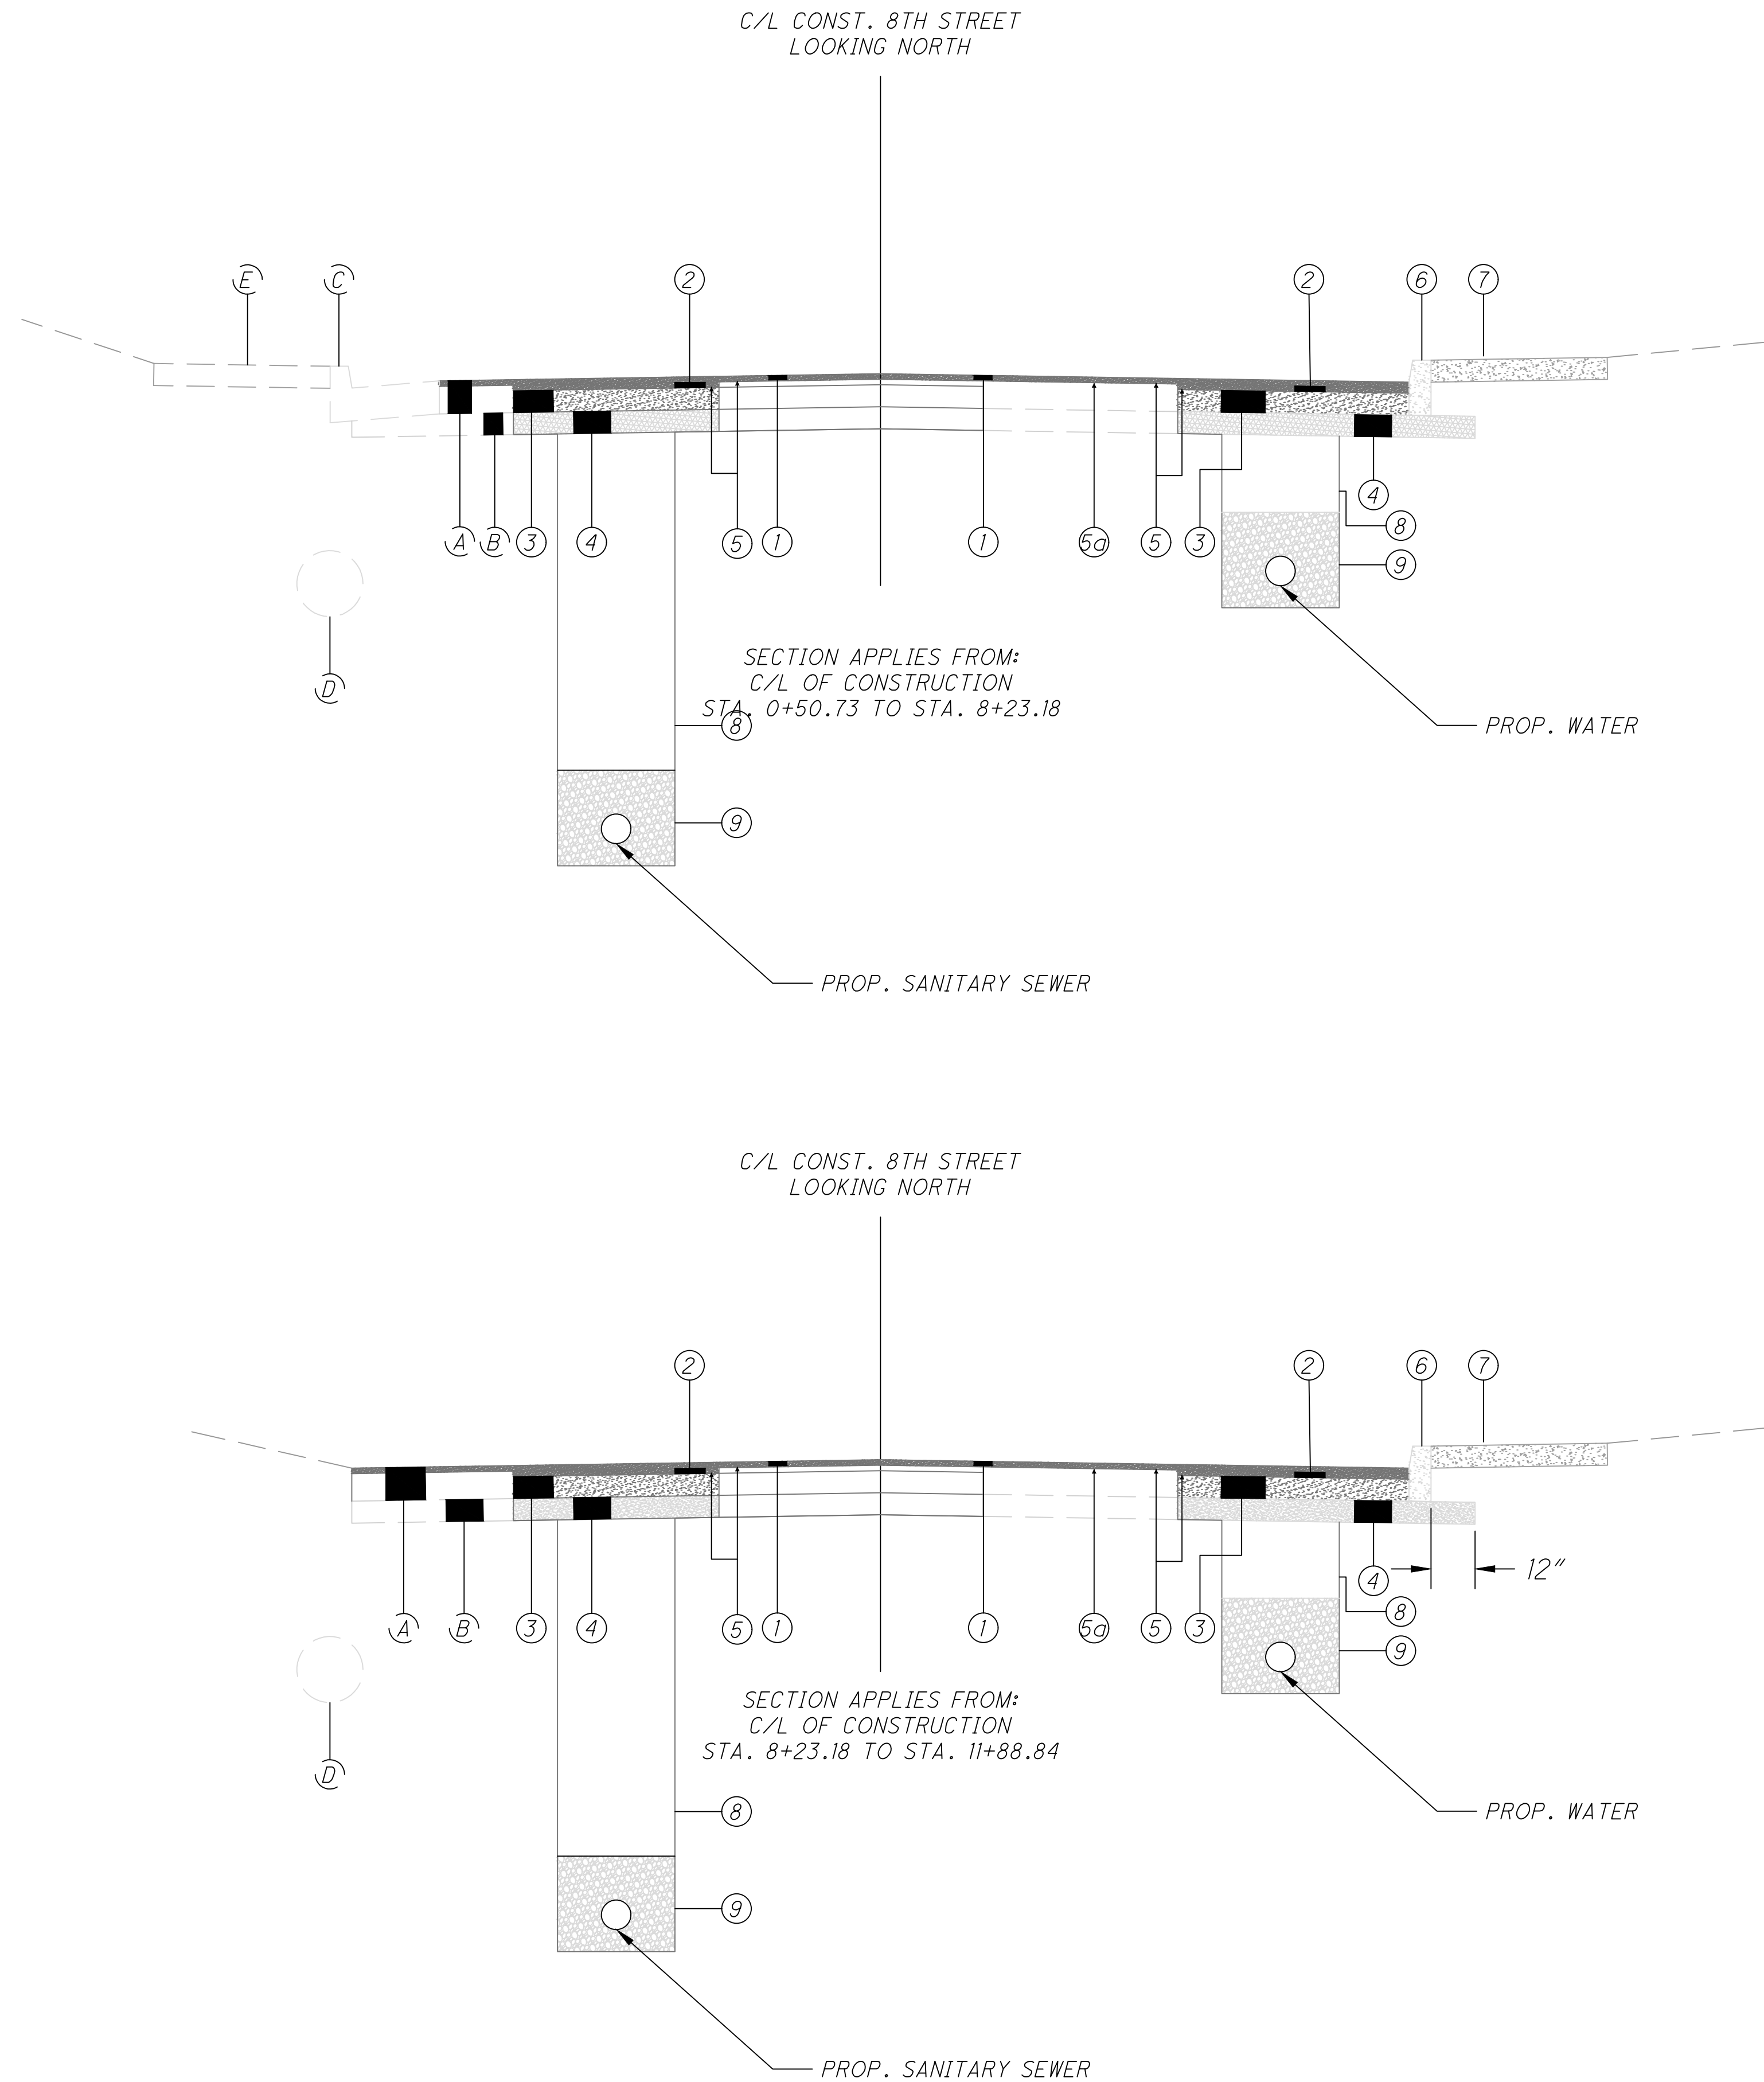 C/L CONST. 8TH STREET
LOOKING NORTH
E
C
2
2
6
7
A
B
3
4
5
1
1
5a
5
3
4
8
9
D
SECTION APPLIES FROM:
C/L OF CONSTRUCTION
STA. 0+50.73 TO STA. 8+23.18
8
PROP. WATER
9
PROP. SANITARY SEWER
C/L CONST. 8TH STREET
LOOKING NORTH
2
2
6
7
12"
A
B
3
4
5
1
1
5a
5
3
4
8
9
D
SECTION APPLIES FROM:
C/L OF CONSTRUCTION
STA. 8+23.18 TO STA. 11+88.84
8
PROP. WATER
9
PROP. SANITARY SEWER